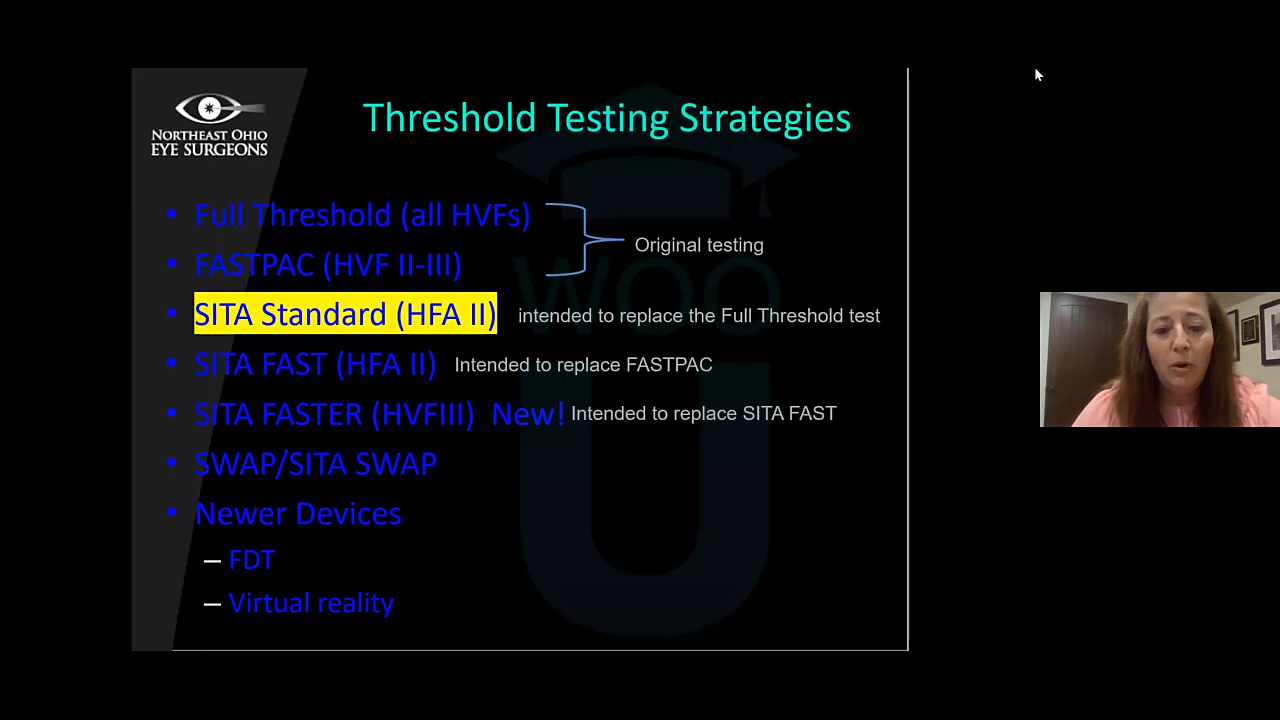 NORTHEAST OHIO
EYE SURGEONS
Threshold Testing Strategies
• Full Threshold (all HVFs)
Original testing
• FASTPAC (HVF II-III)
• SITA Standard (HFA II) intended to replace the Full Threshold test
• SITA FAST (HFA II) Intended to replace FASTPAC
• SITA FASTER (HVFIII) New! Intended to replace SITA FAST
• SWAP/SITA SWAP
• Newer Devices
– FDT
– Virtual reality
WOO
U